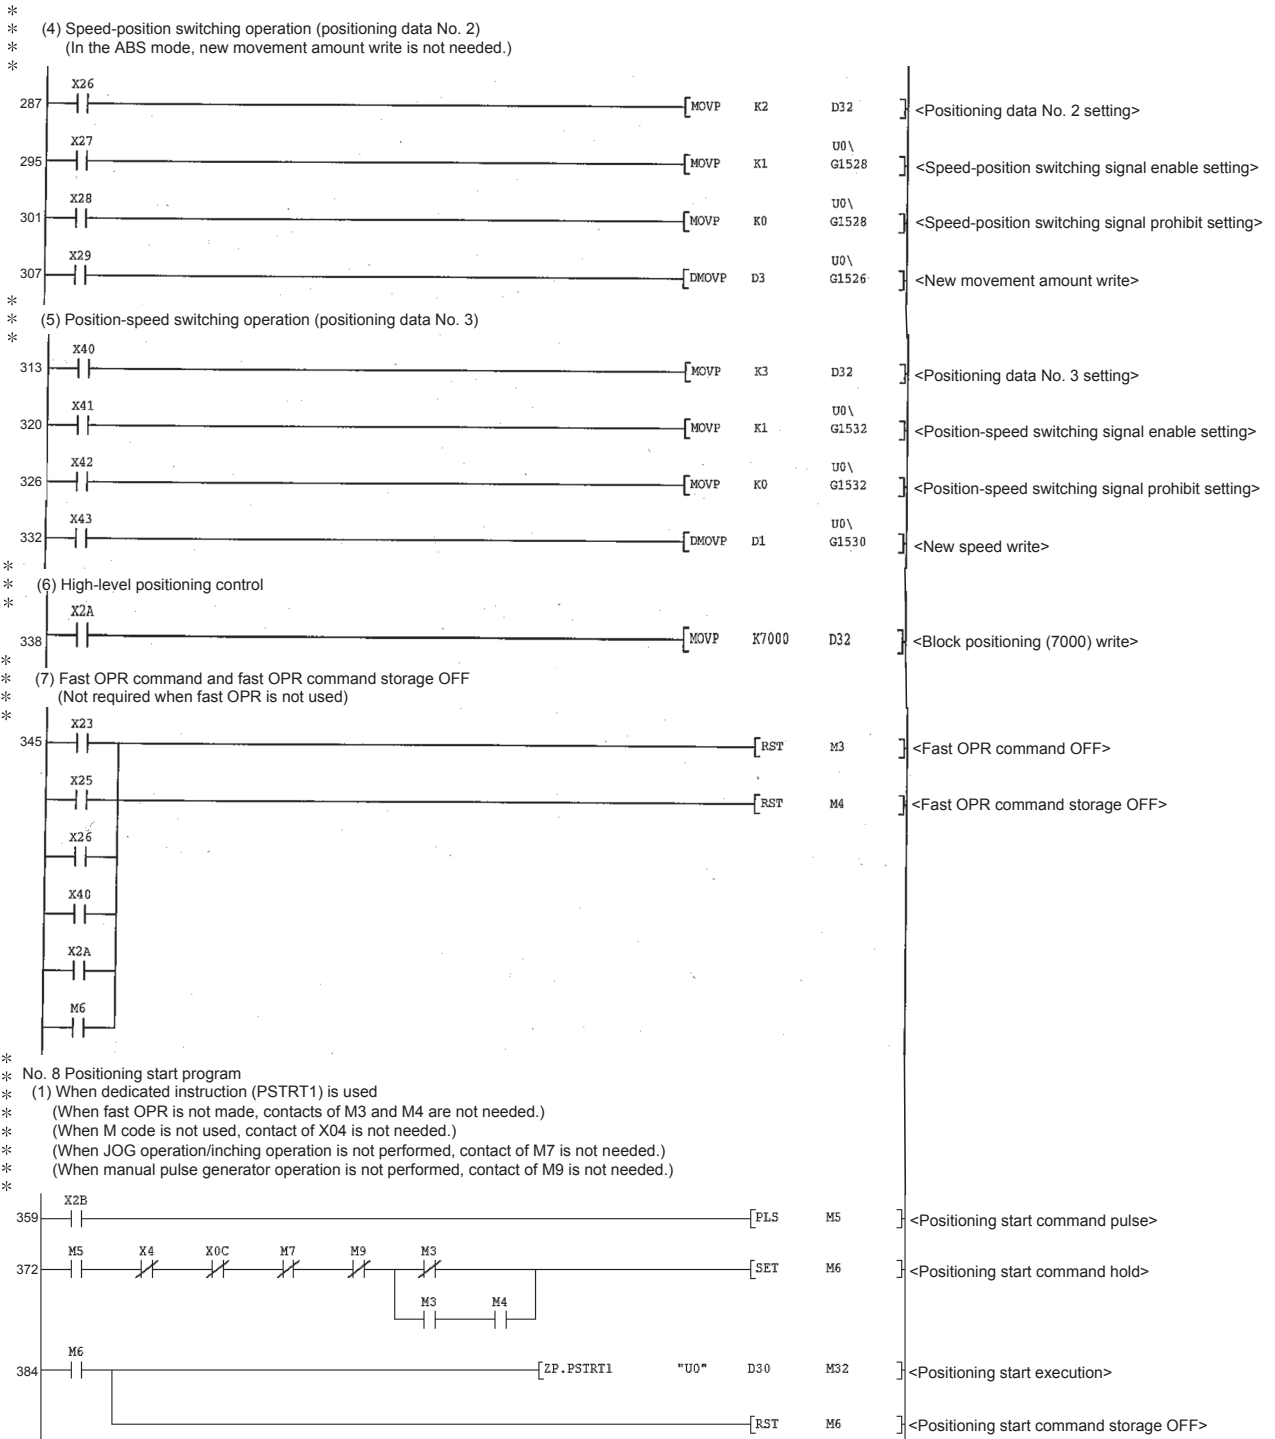 *
* (4) Speed-position switching operation (positioning data No. 2)
* (In the ABS mode, new movement amount write is not needed.)
*
X26
287 [MOVP K2 D32 ] <Positioning data No. 2 setting>
X27 U0\
295 [MOVP K1 G1528 ] <Speed-position switching signal enable setting>
X28 U0\
301 [MOVP K0 G1528 ] <Speed-position switching signal prohibit setting>
X29 U0\
307 [DMOVP D3 G1526 ] <New movement amount write>
*
* (5) Position-speed switching operation (positioning data No. 3)
*
X40
313 [MOVP K3 D32 ] <Positioning data No. 3 setting>
X41 U0\
320 [MOVP K1 G1532 ] <Position-speed switching signal enable setting>
X42 U0\
326 [MOVP K0 G1532 ] <Position-speed switching signal prohibit setting>
X43 U0\
332 [DMOVP D1 G1530 ] <New speed write>
*
* (6) High-level positioning control
*
X2A
338 [MOVP K7000 D32 ] <Block positioning (7000) write>
*
* (7) Fast OPR command and fast OPR command storage OFF
* (Not required when fast OPR is not used)
*
X23
345 [RST M3 ] <Fast OPR command OFF>
X25
[RST M4 ] <Fast OPR command storage OFF>
X26
X40
X2A
M6
*
* No. 8 Positioning start program
* (1) When dedicated instruction (PSTRT1) is used
* (When fast OPR is not made, contacts of M3 and M4 are not needed.)
* (When M code is not used, contact of X04 is not needed.)
* (When JOG operation/inching operation is not performed, contact of M7 is not needed.)
* (When manual pulse generator operation is not performed, contact of M9 is not needed.)
*
X2B
359 [PLS M5 ] <Positioning start command pulse>
M5 X4 X0C M7 M9 M3
372 [SET M6 ] <Positioning start command hold>
M3 M4
M6
384 [ZP.PSTRT1 "U0" D30 M32 ] <Positioning start execution>
[RST M6 ] <Positioning start command storage OFF>